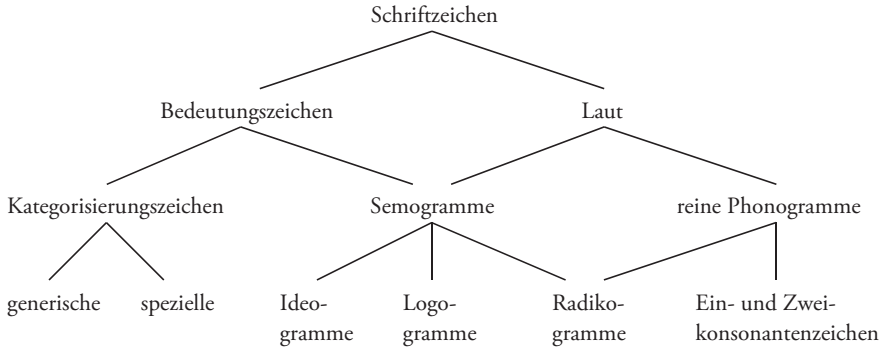 Schriftzeichen
Bedeutungszeichen Laut
Kategorisierungszeichen Semogramme reine Phonogramme
generische spezielle Ideo- Logo- Radiko- Ein- und Zwei-
gramme gramme gramme konsonantenzeichen